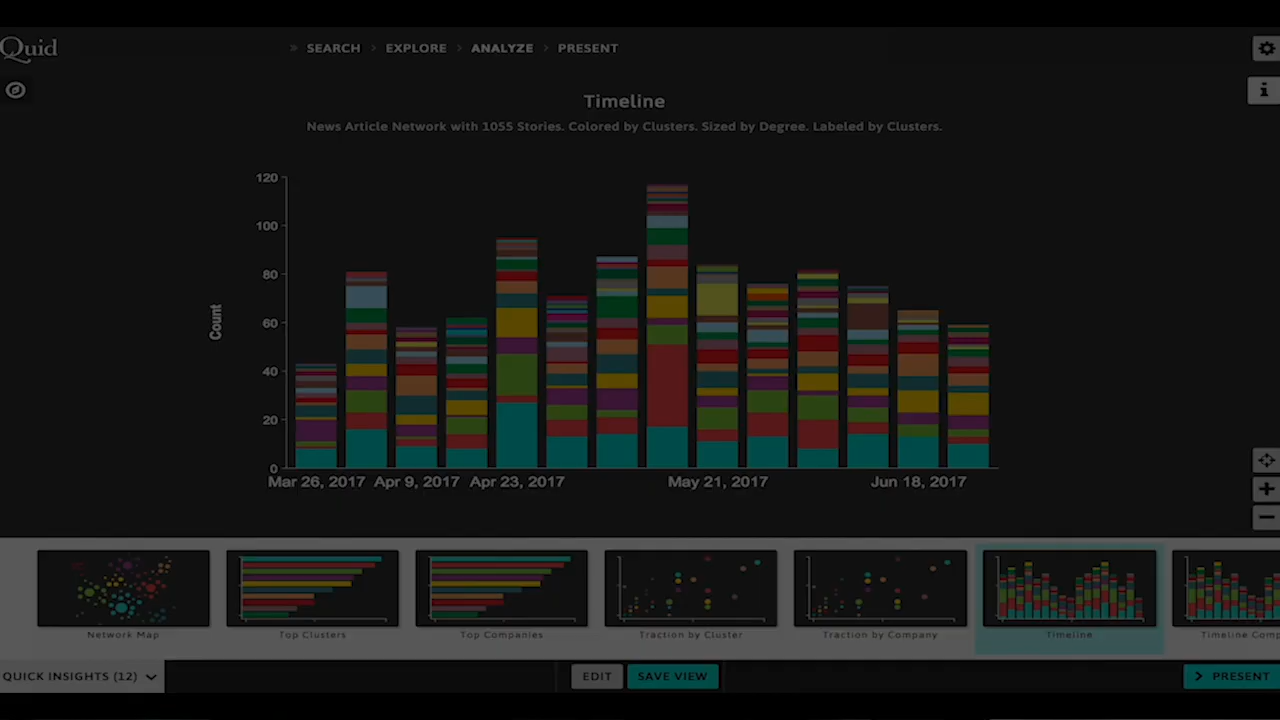 Quid
SEARCH EXPLORE ANALYZE PRESENT
Timeline
News Article Network with 1055 Stories. Colored by Clusters. Sized by Degree. Labeled by Clusters.
120
100
80
60
40
20
0
Count
Mar 26, 2017 Apr 9, 2017 Apr 23, 2017 May 21, 2017 Jun 18, 2017
Network Map Top Clusters Top Companies Traction by Cluster Traction by Company Timeline Timeline Comp
QUICK INSIGHTS (12) EDIT SAVE VIEW PRESENT